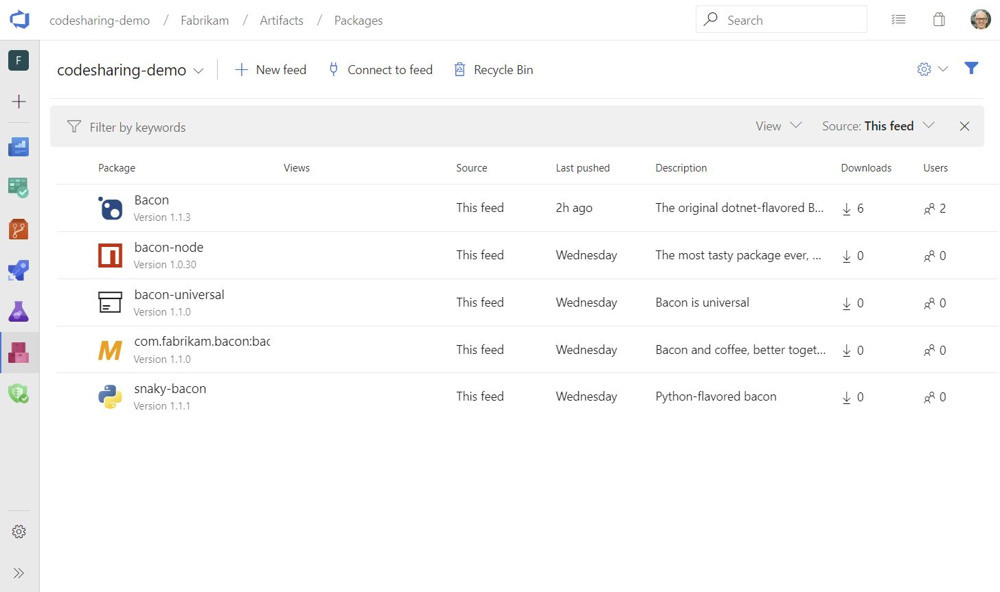 codesharing-demo / Fabrikam / Artifacts / Packages
Search
F
codesharing-demo
New feed
Connect to feed
Recycle Bin
Filter by keywords
View
Source: This feed
Package Views Source Last pushed Description Downloads Users
Bacon
Version 1.1.3
This feed 2h ago The original dotnet-flavored B... 6 2
bacon-node
Version 1.0.30
This feed Wednesday The most tasty package ever, ... 0 0
bacon-universal
Version 1.1.0
This feed Wednesday Bacon is universal 0 0
M
com.fabrikam.bacon:bac
Version 1.1.0
This feed Wednesday Bacon and coffee, better toget... 0 0
snaky-bacon
Version 1.1.1
This feed Wednesday Python-flavored bacon 0 0